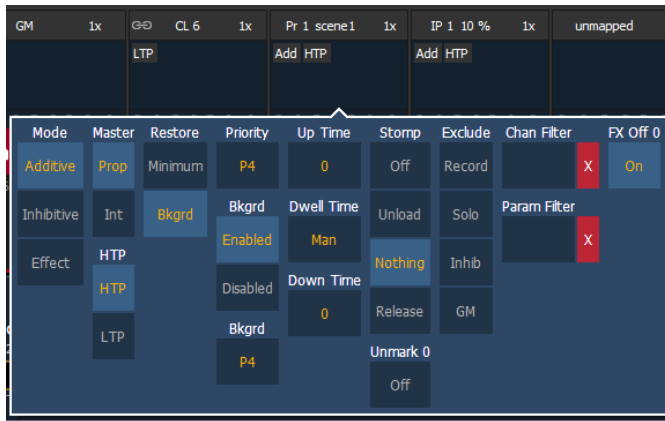 GM 1x CL 6 1x Pr 1 scene1 1x IP 1 10 % 1x unmapped
LTP Add HTP Add HTP
Mode Master Restore Priority Up Time Stomp Exclude Chan Filter FX Off 0
Additive Prop Minimum P4 0 Off Record X On
Bkgrd Dwell Time Param Filter
Inhibitive Int Bkgrd Enabled Man Unload Solo X
HTP
Effect HTP Disabled Down Time Nothing Inhib
0 Release GM
LTP Bkgrd
P4 Unmark 0
Off